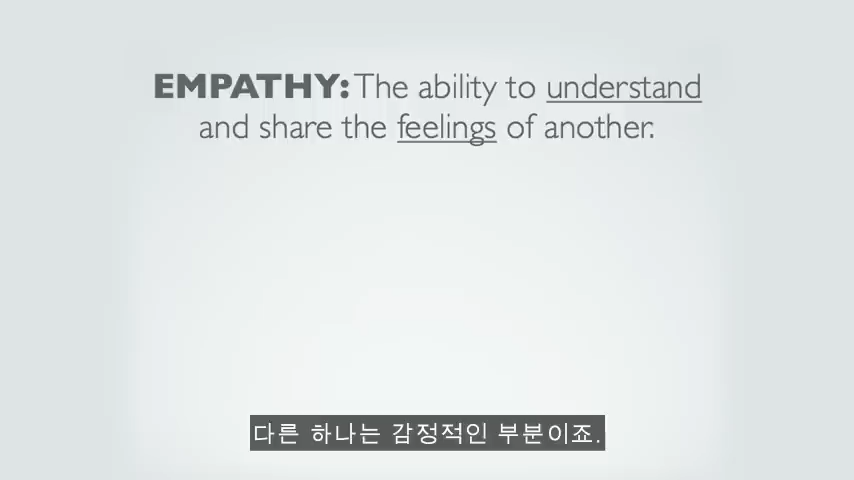 EMPATHY: The ability to understand
and share the feelings of another.
다른 하나는 감정적인 부분이죠.